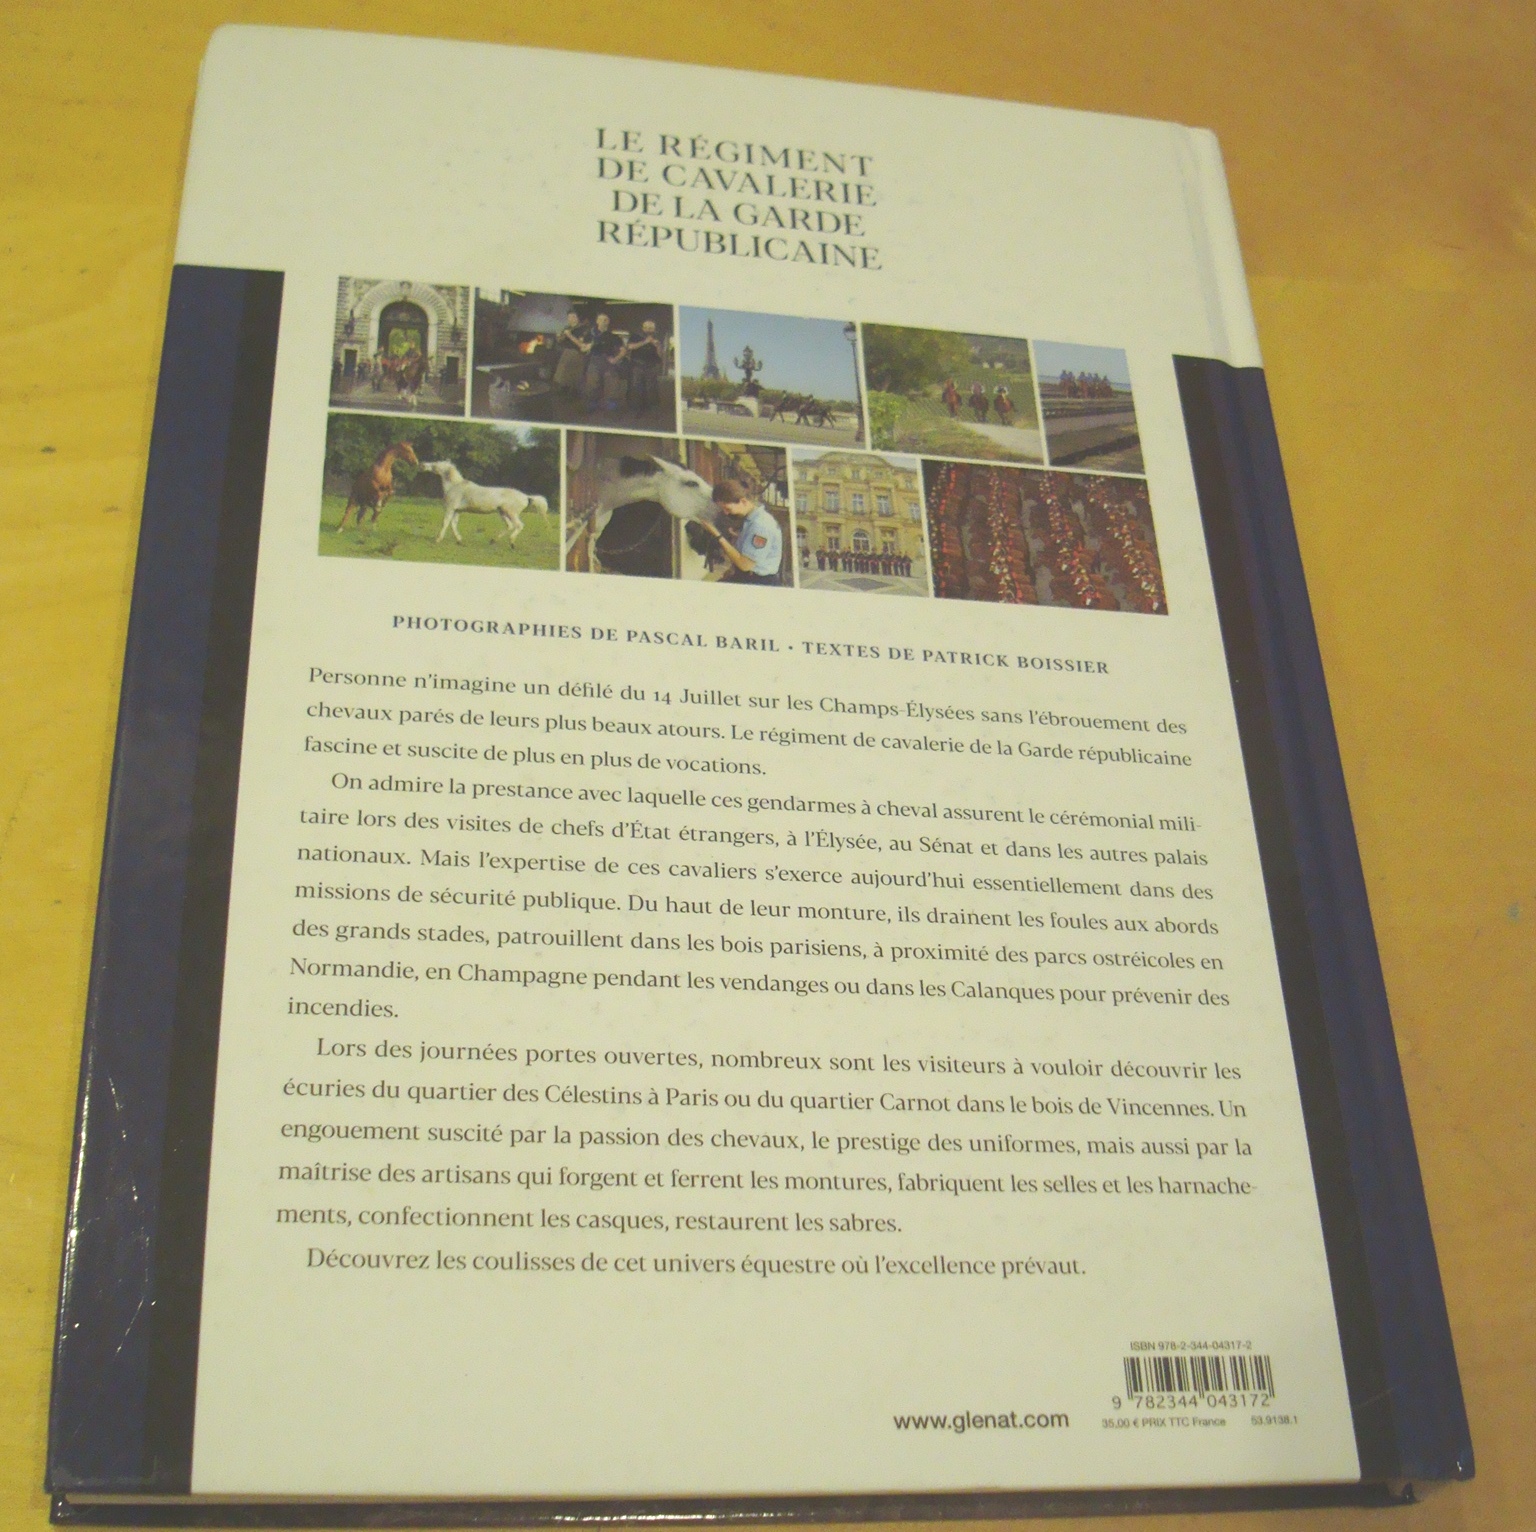 LE RÉGIMENT
DE CAVALERIE
DE LA GARDE
RÉPUBLICAINE
PHOTOGRAPHIES DE PASCAL BARIL • TEXTES DE PATRICK BOISSIER
Personne n'imagine un défilé du 14 Juillet sur les Champs-Élysées sans l'ébrouement des
chevaux parés de leurs plus beaux atours. Le régiment de cavalerie de la Garde républicaine
fascine et suscite de plus en plus de vocations.
On admire la prestance avec laquelle ces gendarmes à cheval assurent le cérémonial mili-
taire lors des visites de chefs d'État étrangers, à l'Élysée, au Sénat et dans les autres palais
nationaux. Mais l'expertise de ces cavaliers s'exerce aujourd'hui essentiellement dans des
missions de sécurité publique. Du haut de leur monture, ils drainent les foules aux abords
des grands stades, patrouillent dans les bois parisiens, à proximité des parcs ostréicoles en
Normandie, en Champagne pendant les vendanges ou dans les Calanques pour prévenir des
incendies.
Lors des journées portes ouvertes, nombreux sont les visiteurs à vouloir découvrir les
écuries du quartier des Célestins à Paris ou du quartier Carnot dans le bois de Vincennes. Un
engouement suscité par la passion des chevaux, le prestige des uniformes, mais aussi par la
maîtrise des artisans qui forgent et ferrent les montures, fabriquent les selles et les harnache-
ments, confectionnent les casques, restaurent les sabres.
Découvrez les coulisses de cet univers équestre où l'excellence prévaut.
ISBN 978-2-344-04317-2
9 782344 043172
www.glenat.com
35,00 € PRIX TTC France 53.9138.1